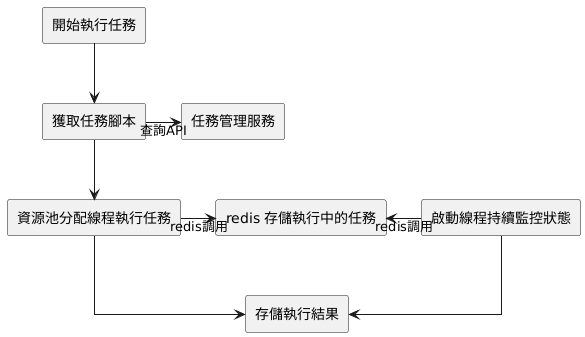 開始執行任務
獲取任務腳本
查詢API
任務管理服務
資源池分配線程執行任務
redis調用
redis 存儲執行中的任務
redis調用
啟動線程持續監控狀態
存儲執行結果